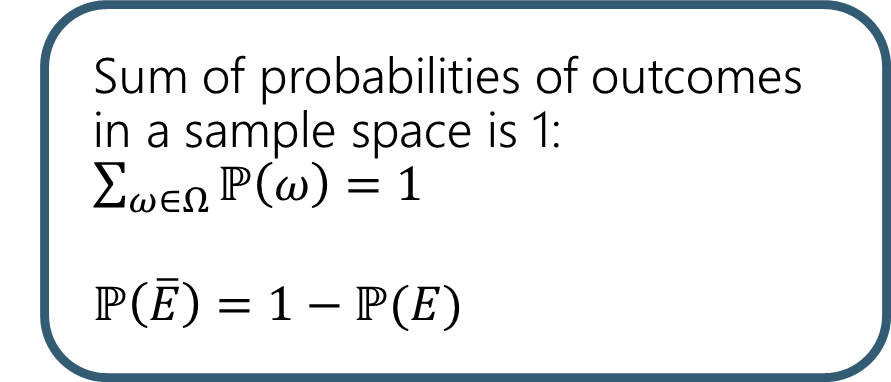 Sum of probabilities of outcomes
in a sample space is 1:
∑_{ω∈Ω} ℙ(ω) = 1
ℙ(E̅) = 1 − ℙ(E)